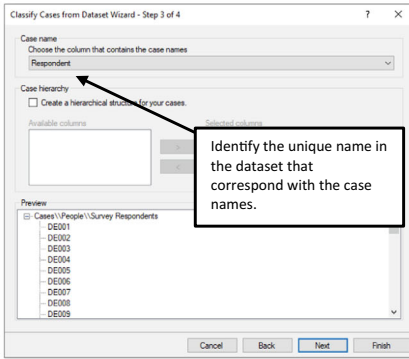 Classify Cases from Dataset Wizard - Step 3 of 4 ? X
Case name
Choose the column that contains the case names
Respondent
Case hierarchy
Create a hierarchical structure for your cases.
Available columns Selected columns
>
<
Identify the unique name in
the dataset that
correspond with the case
names.
Preview
Cases\\People\\Survey Respondents
DE001
DE002
DE003
DE004
DE005
DE006
DE007
DE008
DE009
Cancel Back Next Finish